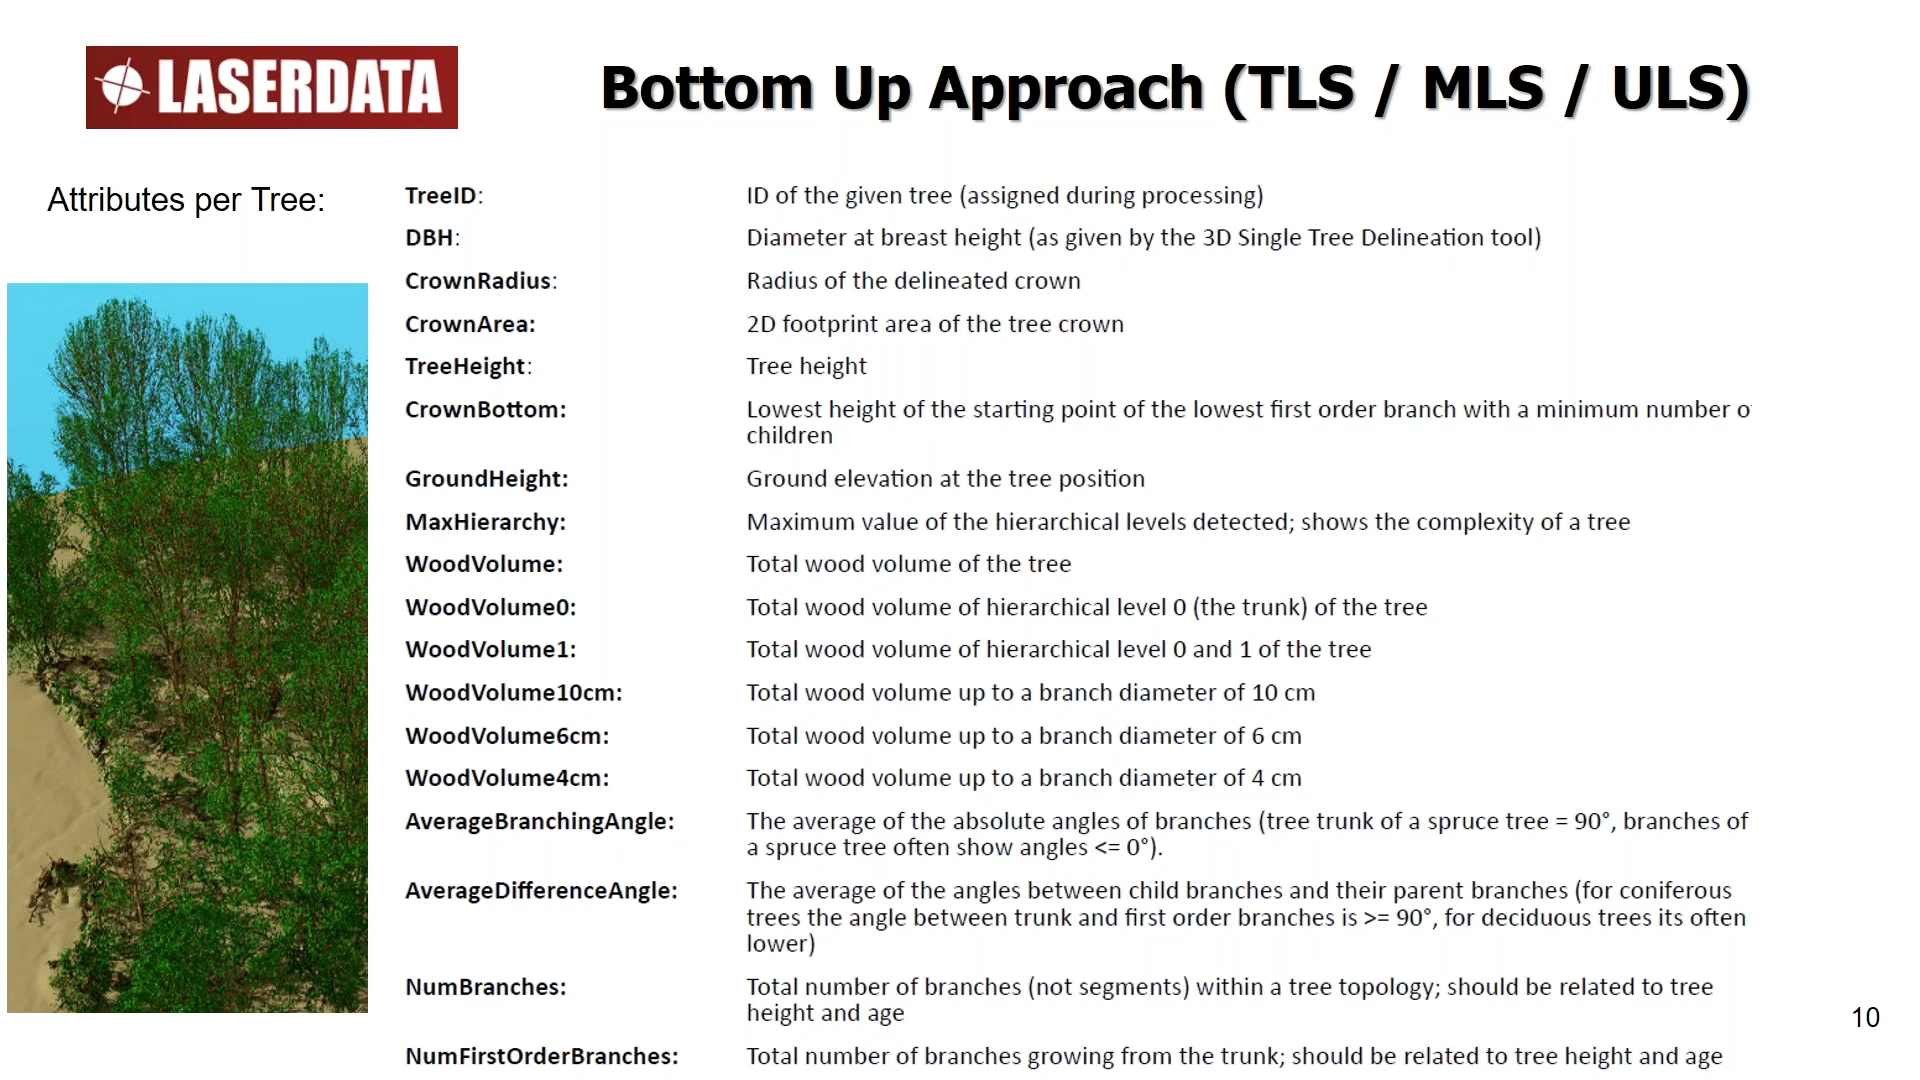 LASERDATA
Bottom Up Approach (TLS / MLS / ULS)
Attributes per Tree:
TreeID: ID of the given tree (assigned during processing)
DBH: Diameter at breast height (as given by the 3D Single Tree Delineation tool)
CrownRadius: Radius of the delineated crown
CrownArea: 2D footprint area of the tree crown
TreeHeight: Tree height
CrownBottom: Lowest height of the starting point of the lowest first order branch with a minimum number o
children
GroundHeight: Ground elevation at the tree position
MaxHierarchy: Maximum value of the hierarchical levels detected; shows the complexity of a tree
WoodVolume: Total wood volume of the tree
WoodVolume0: Total wood volume of hierarchical level 0 (the trunk) of the tree
WoodVolume1: Total wood volume of hierarchical level 0 and 1 of the tree
WoodVolume10cm: Total wood volume up to a branch diameter of 10 cm
WoodVolume6cm: Total wood volume up to a branch diameter of 6 cm
WoodVolume4cm: Total wood volume up to a branch diameter of 4 cm
AverageBranchingAngle: The average of the absolute angles of branches (tree trunk of a spruce tree = 90°, branches of
a spruce tree often show angles <= 0°).
AverageDifferenceAngle: The average of the angles between child branches and their parent branches (for coniferous
trees the angle between trunk and first order branches is >= 90°, for deciduous trees its often
lower)
NumBranches: Total number of branches (not segments) within a tree topology; should be related to tree
height and age
NumFirstOrderBranches: Total number of branches growing from the trunk; should be related to tree height and age
10